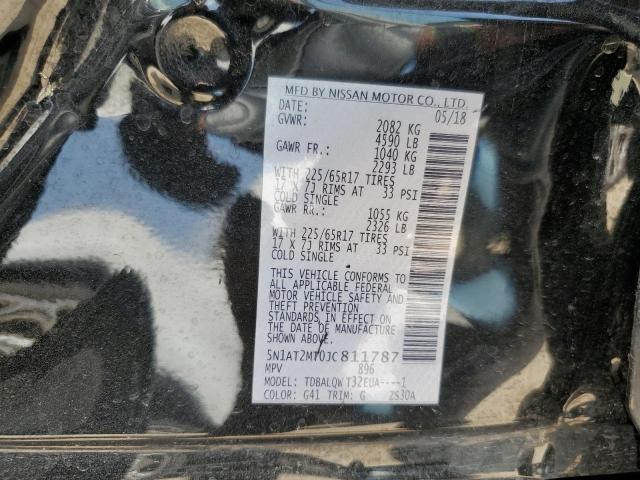 MFD BY NISSAN MOTOR CO., LTD.
DATE: 05/18
GVWR: 2082 KG
4590 LB
GAWR FR.: 1040 KG
2293 LB
WITH 225/65R17 TIRES
17 X 7J RIMS AT 33 PSI
COLD SINGLE
GAWR RR.: 1055 KG
2326 LB
WITH 225/65R17 TIRES
17 X 7J RIMS AT 33 PSI
COLD SINGLE
THIS VEHICLE CONFORMS TO
ALL APPLICABLE FEDERAL
MOTOR VEHICLE SAFETY AND
THEFT PREVENTION
STANDARDS IN EFFECT ON
THE DATE OF MANUFACTURE
SHOWN ABOVE.
5N1AT2MT0JC811787
MPV 896
MODEL: TDBALQWT32EUA----1
COLOR: G41 TRIM: G ZS30A